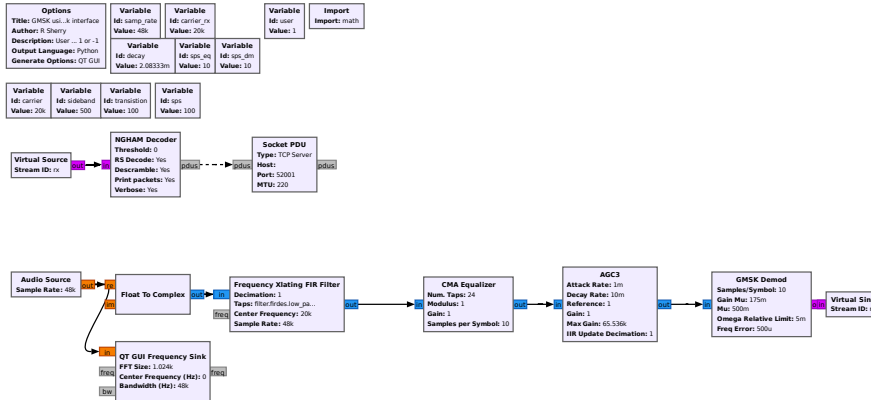 Options
Title: GMSK usi...k interface
Author: R Sherry
Description: User ... 1 or -1
Output Language: Python
Generate Options: QT GUI
Variable
Id: samp_rate
Value: 48k
Variable
Id: carrier_rx
Value: 20k
Variable
Id: user
Value: 1
Import
Import: math
Variable
Id: decay
Value: 2.08333m
Variable
Id: sps_eq
Value: 10
Variable
Id: sps_dm
Value: 10
Variable
Id: carrier
Value: 20k
Variable
Id: sideband
Value: 500
Variable
Id: transistion
Value: 100
Variable
Id: sps
Value: 100
Virtual Source
Stream ID: rx
out
in
NGHAM Decoder
Threshold: 0
RS Decode: Yes
Descramble: Yes
Print packets: Yes
Verbose: Yes
pdus
pdus
Socket PDU
Type: TCP Server
Host:
Port: 52001
MTU: 220
pdus
Audio Source
Sample Rate: 48k
out
re
im
Float To Complex
out
in
freq
Frequency Xlating FIR Filter
Decimation: 1
Taps: filter.firdes.low_pa...
Center Frequency: 20k
Sample Rate: 48k
out
in
CMA Equalizer
Num. Taps: 24
Modulus: 1
Gain: 1
Samples per Symbol: 10
out
in
AGC3
Attack Rate: 1m
Decay Rate: 10m
Reference: 1
Gain: 1
Max Gain: 65.536k
IIR Update Decimation: 1
out
in
GMSK Demod
Samples/Symbol: 10
Gain Mu: 175m
Mu: 500m
Omega Relative Limit: 5m
Freq Error: 500u
in
Virtual Sin
Stream ID:
in
freq
bw
QT GUI Frequency Sink
FFT Size: 1.024k
Center Frequency (Hz): 0
Bandwidth (Hz): 48k
freq